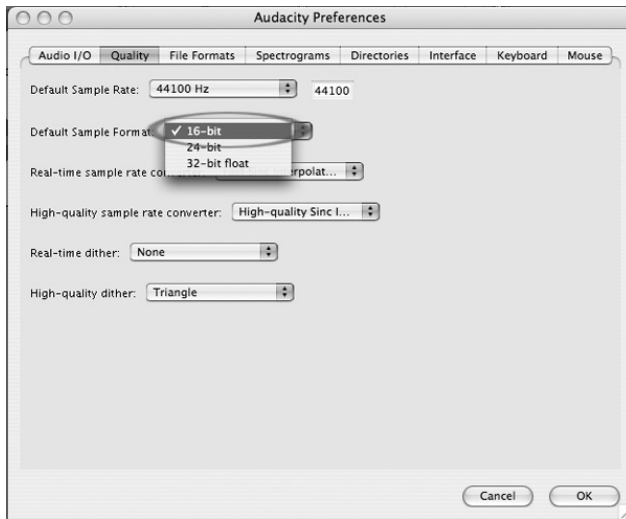 Audacity Preferences
Audio I/O Quality File Formats Spectrograms Directories Interface Keyboard Mouse
Default Sample Rate: 44100 Hz 44100
Default Sample Format:
✓ 16-bit
24-bit
32-bit float
Real-time sample rate
High-quality sample rate converter: High-quality Sinc I...
Real-time dither: None
High-quality dither: Triangle
Cancel OK